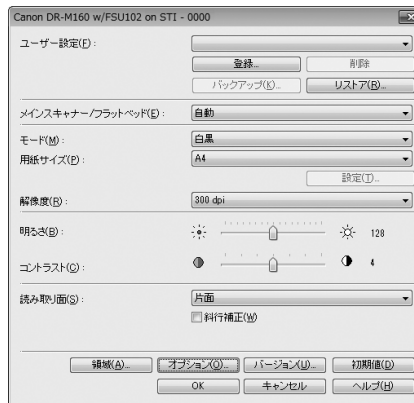 Canon DR-M160 w/FSU102 on STI - 0000
ユーザー設定(F):
登録... 削除
バックアップ(K)... リストア(R)...
メインスキャナー/フラットベッド(E): 自動
モード(M): 白黒
用紙サイズ(P): A4
設定(T)...
解像度(R): 300 dpi
明るさ(B): 128
コントラスト(C): 4
読み取り面(S): 片面
斜行補正(W)
領域(A)... オプション(O)... バージョン(U)... 初期値(D)
OK キャンセル ヘルプ(H)